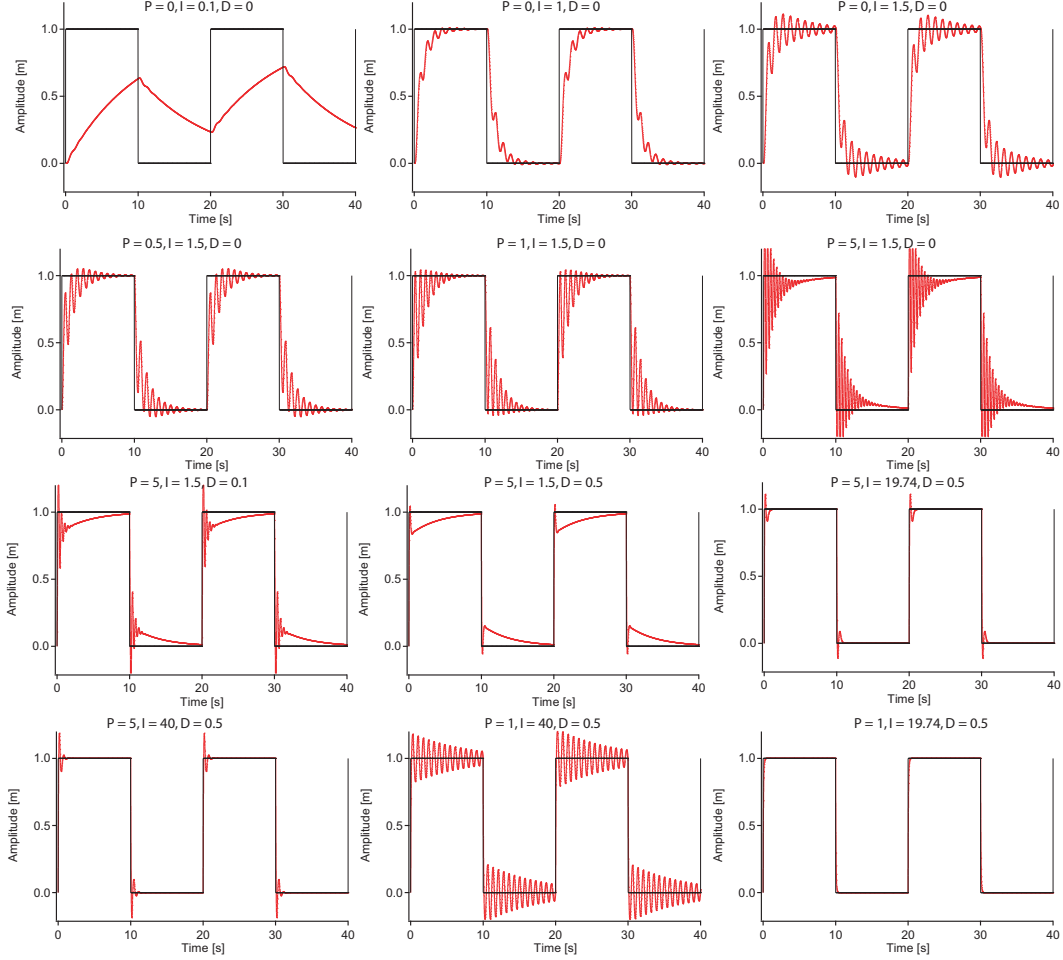 P = 0, I = 0.1, D = 0
P = 0, I = 1, D = 0
P = 0, I = 1.5, D = 0
Amplitude [m]
1.0
0.5
0.0
0 10 20 30 40
Time [s]
Amplitude [m]
1.0
0.5
0.0
0 10 20 30 40
Time [s]
Amplitude [m]
1.0
0.5
0.0
0 10 20 30 40
Time [s]
P = 0.5, I = 1.5, D = 0
P = 1, I = 1.5, D = 0
P = 5, I = 1.5, D = 0
Amplitude [m]
1.0
0.5
0.0
0 10 20 30 40
Time [s]
Amplitude [m]
1.0
0.5
0.0
0 10 20 30 40
Time [s]
Amplitude [m]
1.0
0.5
0.0
0 10 20 30 40
Time [s]
P = 5, I = 1.5, D = 0.1
P = 5, I = 1.5, D = 0.5
P = 5, I = 19.74, D = 0.5
Amplitude [m]
1.0
0.5
0.0
0 10 20 30 40
Time [s]
Amplitude [m]
1.0
0.5
0.0
0 10 20 30 40
Time [s]
Amplitude [m]
1.0
0.5
0.0
0 10 20 30 40
Time [s]
P = 5, I = 40, D = 0.5
P = 1, I = 40, D = 0.5
P = 1, I = 19.74, D = 0.5
Amplitude [m]
1.0
0.5
0.0
0 10 20 30 40
Time [s]
Amplitude [m]
1.0
0.5
0.0
0 10 20 30 40
Time [s]
Amplitude [m]
1.0
0.5
0.0
0 10 20 30 40
Time [s]